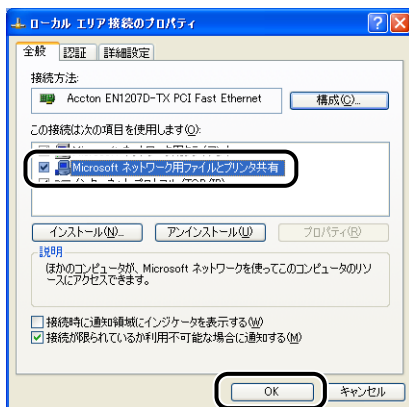 ローカル エリア接続のプロパティ
全般 認証 詳細設定
接続方法:
Accton EN1207D-TX PCI Fast Ethernet
構成(C)...
この接続は次の項目を使用します(O):
Microsoft ネットワーク用ファイルとプリンタ共有
インストール(N)... アンインストール(U) プロパティ(R)
説明
ほかのコンピュータが、Microsoft ネットワークを使ってこのコンピュータのリソ
ースにアクセスできます。
接続時に通知領域にインジケータを表示する(W)
接続が限られているか利用不可能な場合に通知する(M)
OK キャンセル